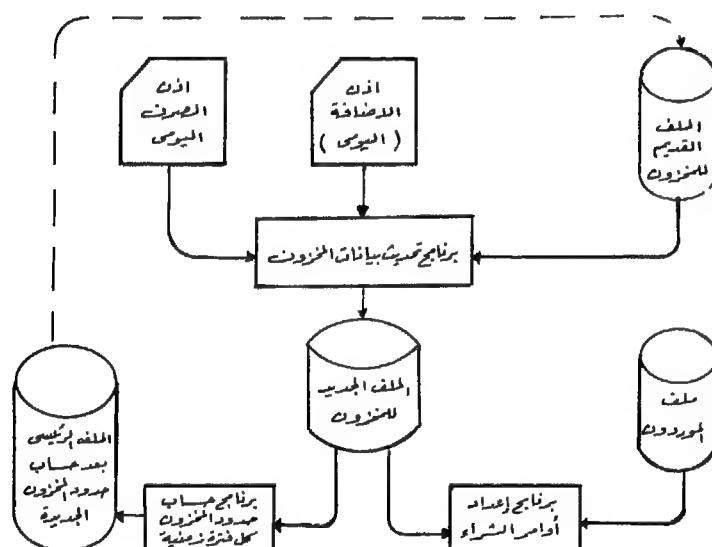 اذن
الصرف
اليومى
اذن
الاضافة
( اليومى )
الملف
القديم
للمخزون
برنامج تحديث بيانات المخزون
الملف الجديد
للمخزون
ملف
الموردون
الملف الرئيسى
بعد حساب
حدود المخزون
الجديدة
برنامج حساب
حدود المخزون
كل فترة زمنية
برنامج إعداد
أوامر الشراء